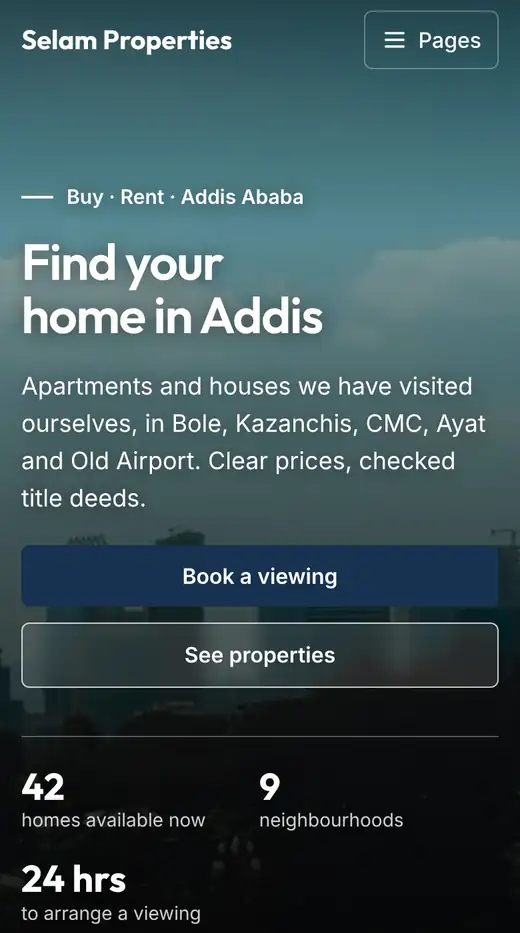 Selam Properties
Pages
Buy · Rent · Addis Ababa
Find your
home in Addis
Apartments and houses we have visited
ourselves, in Bole, Kazanchis, CMC, Ayat
and Old Airport. Clear prices, checked
title deeds.
Book a viewing
See properties
42
homes available now
9
neighbourhoods
24 hrs
to arrange a viewing